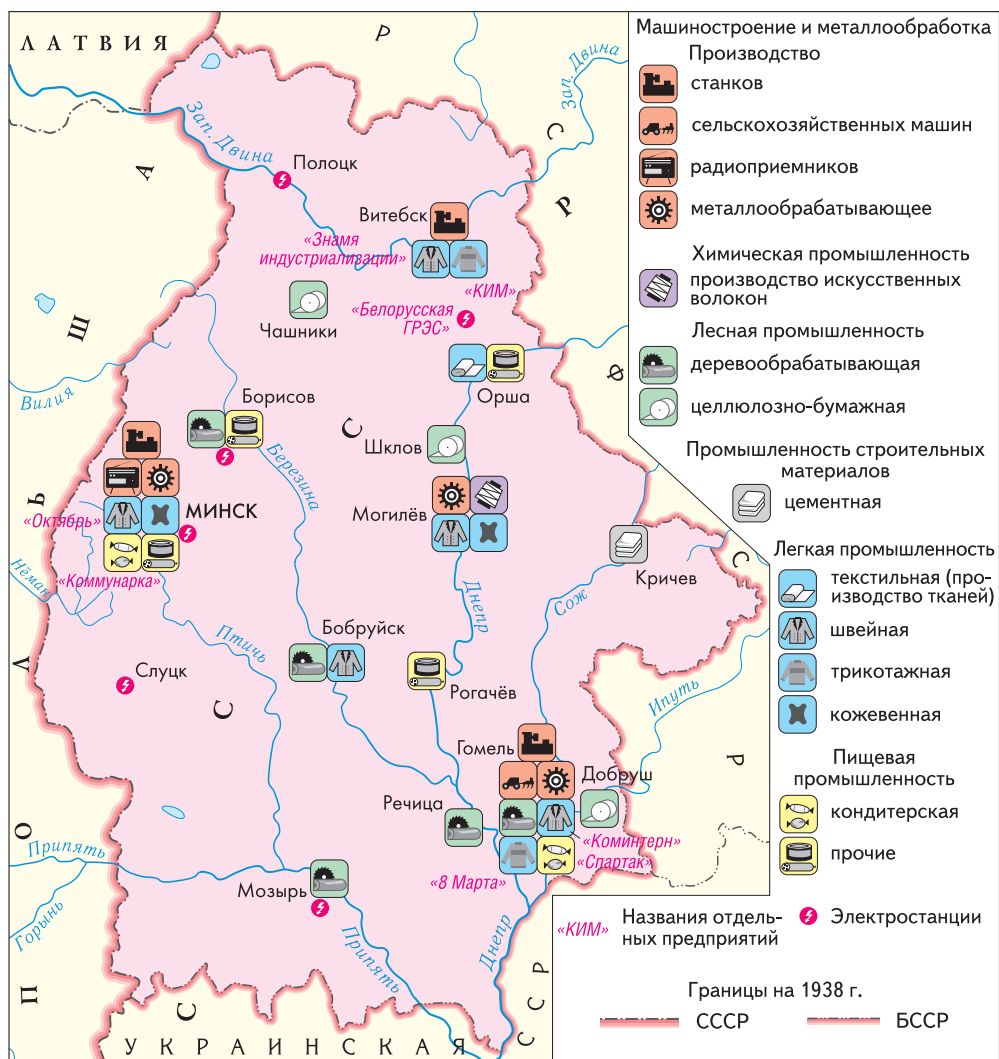 ЛАТВИЯ
Р
С
Ф
С
Р
П
О
Л
Ь
Ш
А
Б
С
С
Р
УКРАИНСКАЯ
ССР
Зап. Двина
Зап. Двина
Полоцк
Витебск
«Знамя
индустриализации»
«КИМ»
Чашники
«Белорусская
ГРЭС»
Вилия
Борисов
Орша
Шклов
Березина
МИНСК
«Октябрь»
«Коммунарка»
Могилёв
Кричев
Нёман
Днепр
Сож
Птичь
Бобруйск
Слуцк
Рогачёв
Ипуть
Гомель
Добруш
Речица
«Коминтерн»
«Спартак»
«8 Марта»
Припять
Мозырь
Горынь
Припять
Днепр
Машиностроение и металлообработка
Производство
станков
сельскохозяйственных машин
радиоприемников
металлообрабатывающее
Химическая промышленность
производство искусственных
волокон
Лесная промышленность
деревообрабатывающая
целлюлозно-бумажная
Промышленность строительных
материалов
цементная
Легкая промышленность
текстильная (про-
изводство тканей)
швейная
трикотажная
кожевенная
Пищевая
промышленность
кондитерская
прочие
«КИМ»
Названия отдель-
ных предприятий
Электростанции
Границы на 1938 г.
СССР
БССР